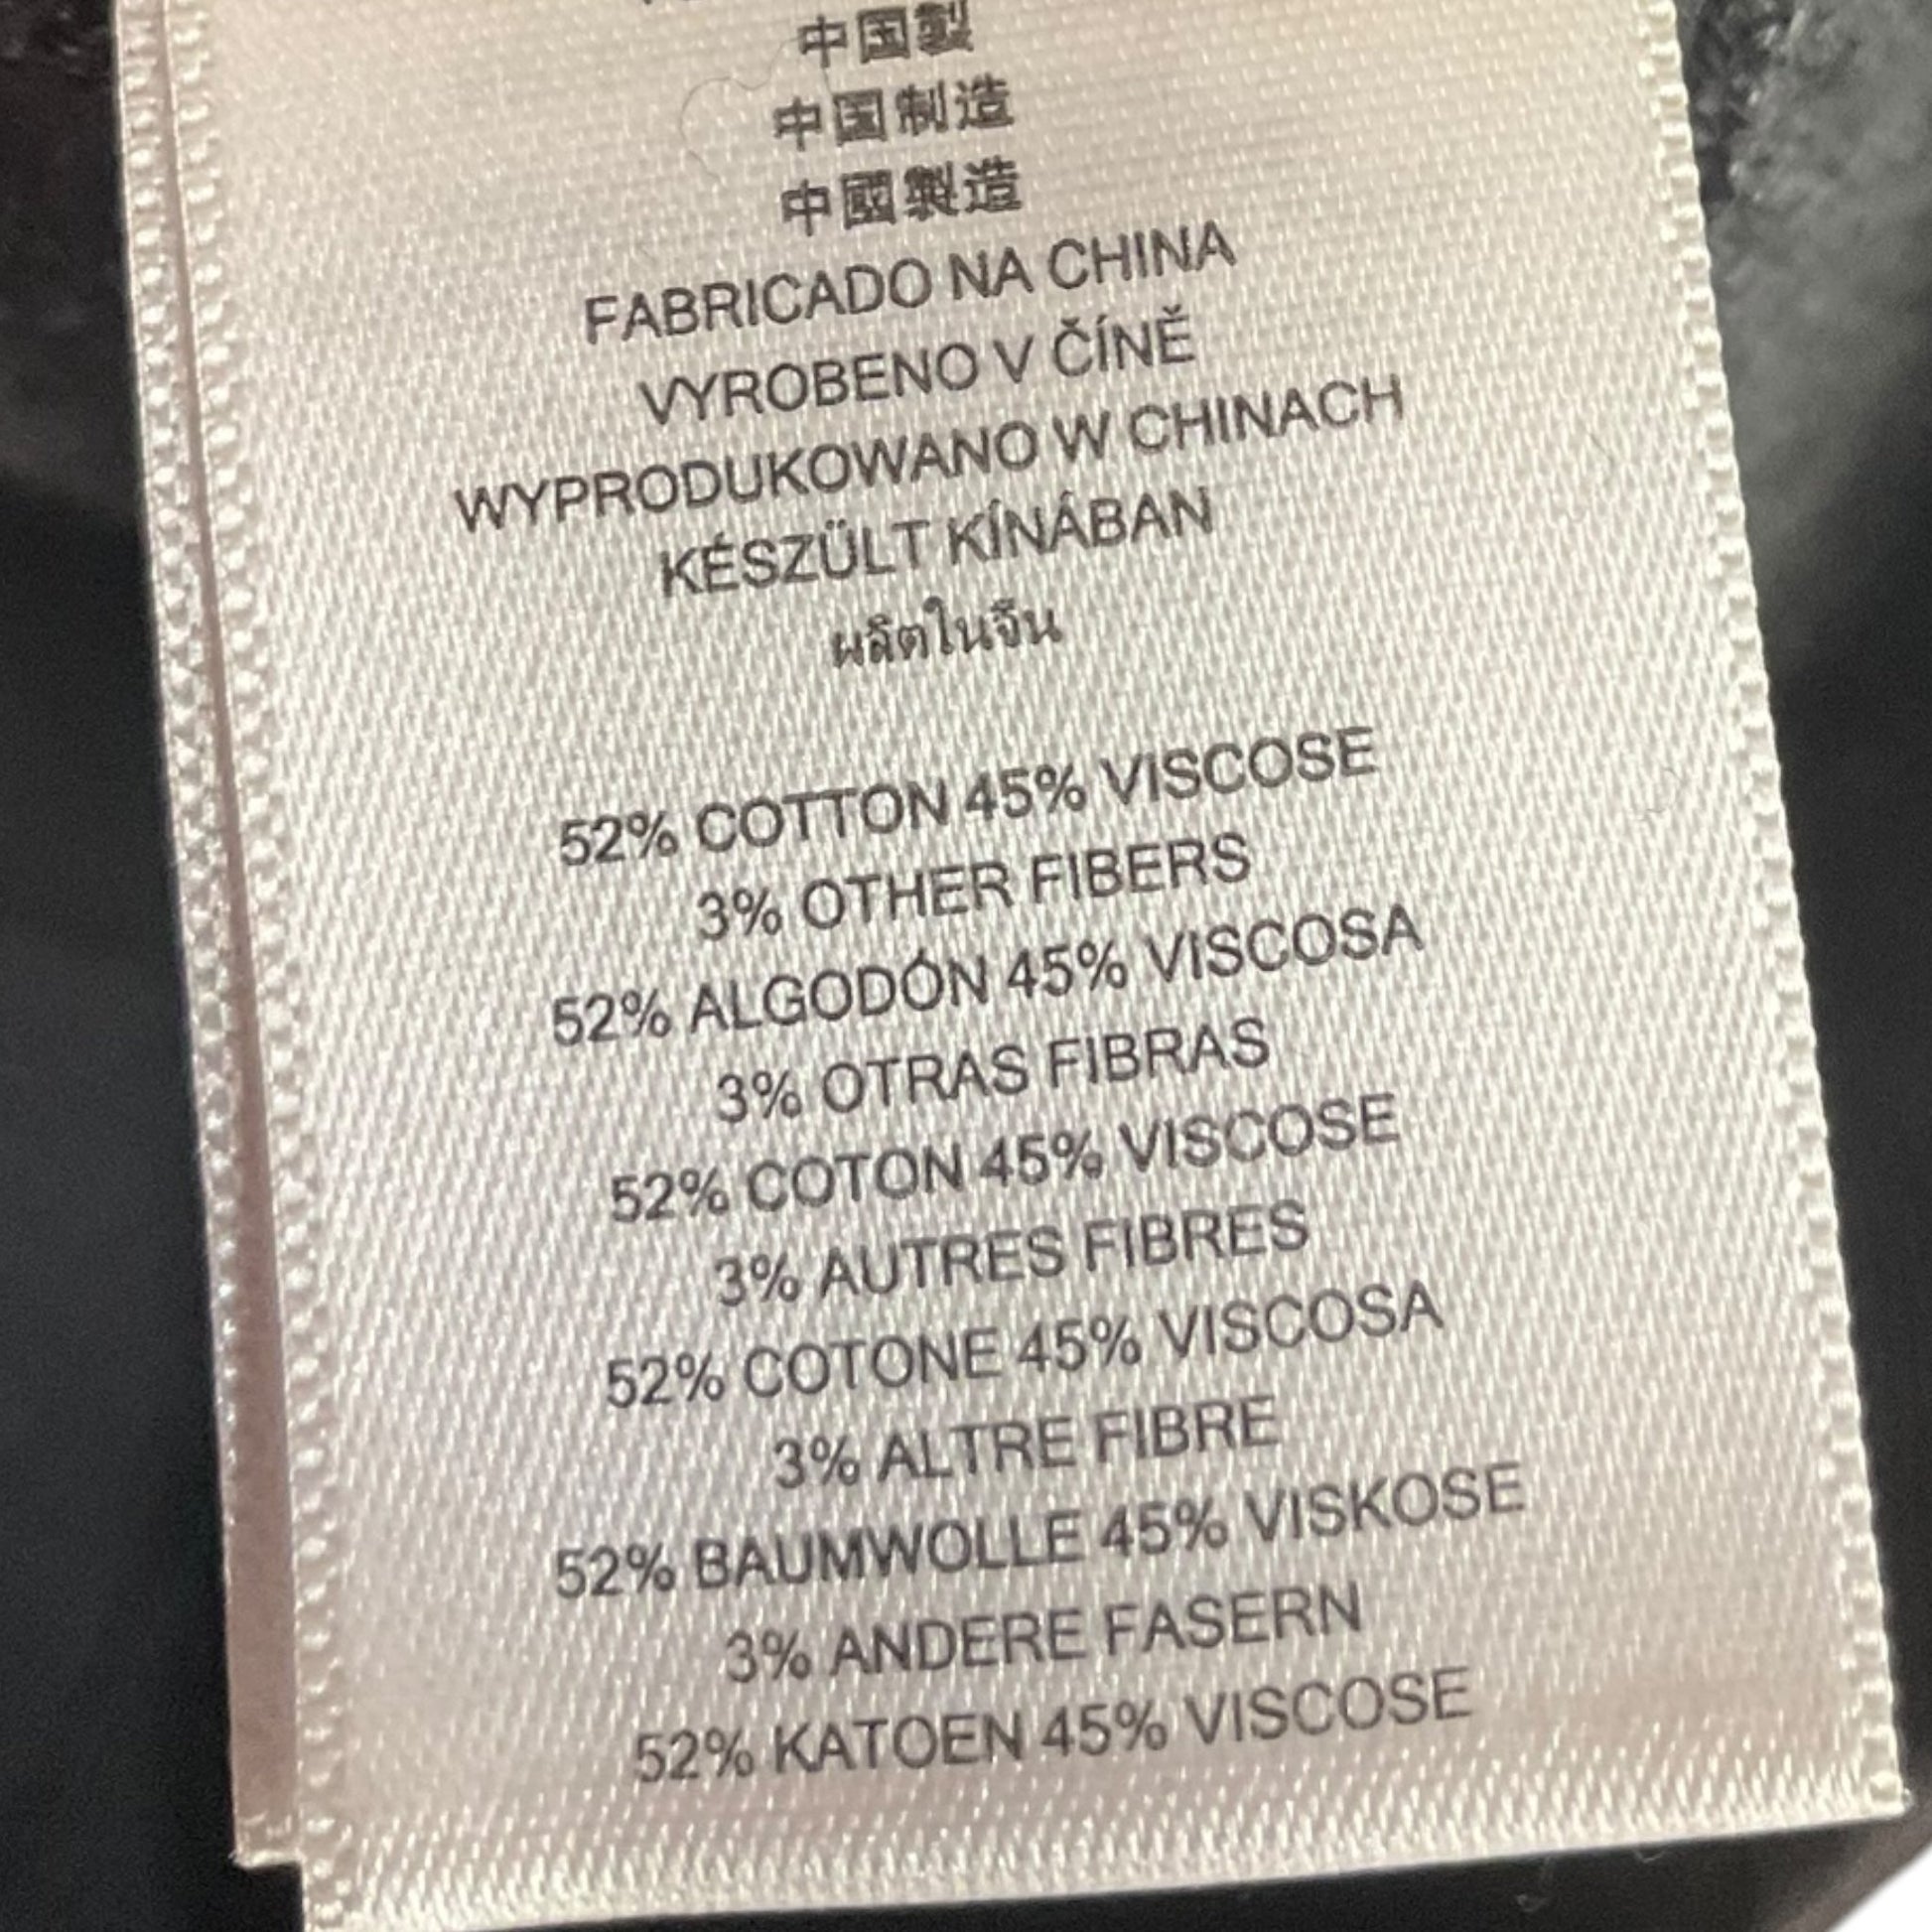 中国製
中国制造
中國製造
FABRICADO NA CHINA
VYROBENO V ČÍNĚ
WYPRODUKOWANO W CHINACH
KÉSZÜLT KÍNÁBAN
ผลิตในจีน
52% COTTON 45% VISCOSE
3% OTHER FIBERS
52% ALGODÓN 45% VISCOSA
3% OTRAS FIBRAS
52% COTON 45% VISCOSE
3% AUTRES FIBRES
52% COTONE 45% VISCOSA
3% ALTRE FIBRE
52% BAUMWOLLE 45% VISKOSE
3% ANDERE FASERN
52% KATOEN 45% VISCOSE